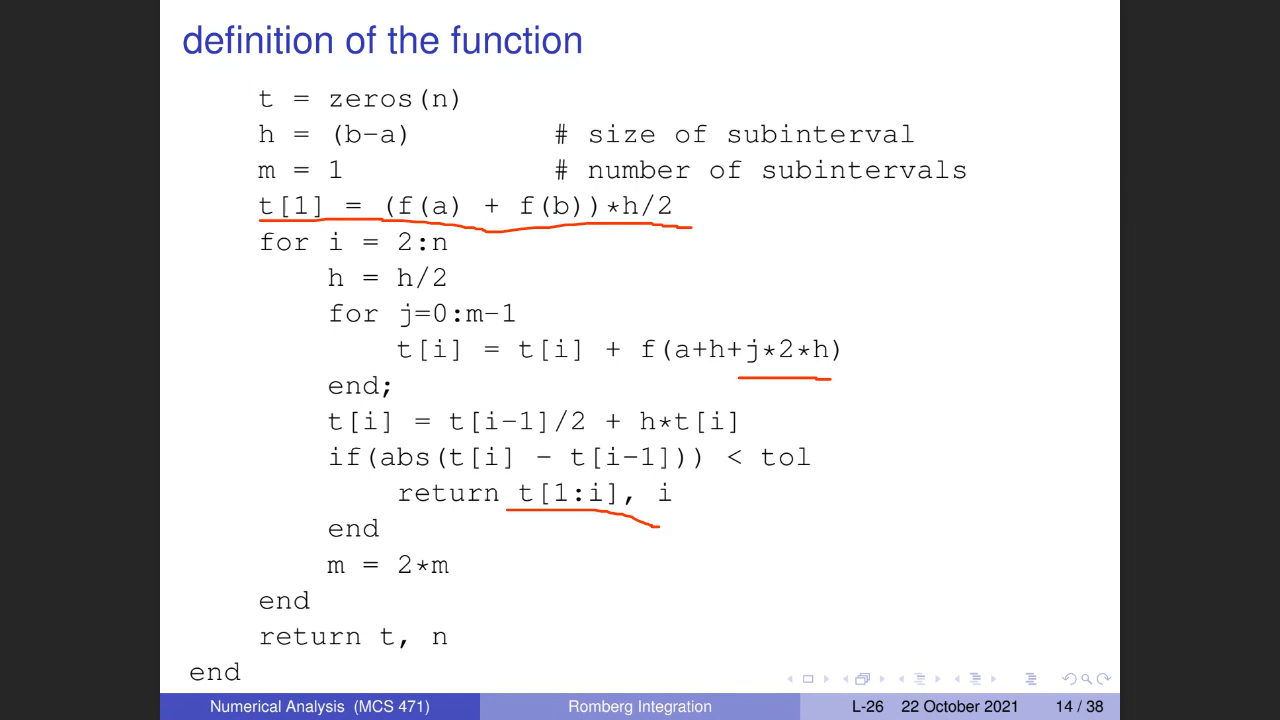 definition of the function
t = zeros(n)
h = (b-a) # size of subinterval
m = 1 # number of subintervals
t[1] = (f(a) + f(b))*h/2
for i = 2:n
h = h/2
for j=0:m-1
t[i] = t[i] + f(a+h+j*2*h)
end;
t[i] = t[i-1]/2 + h*t[i]
if(abs(t[i] - t[i-1])) < tol
return t[1:i], i
end
m = 2*m
end
return t, n
end
Numerical Analysis (MCS 471) Romberg Integration L-26 22 October 2021 14 / 38